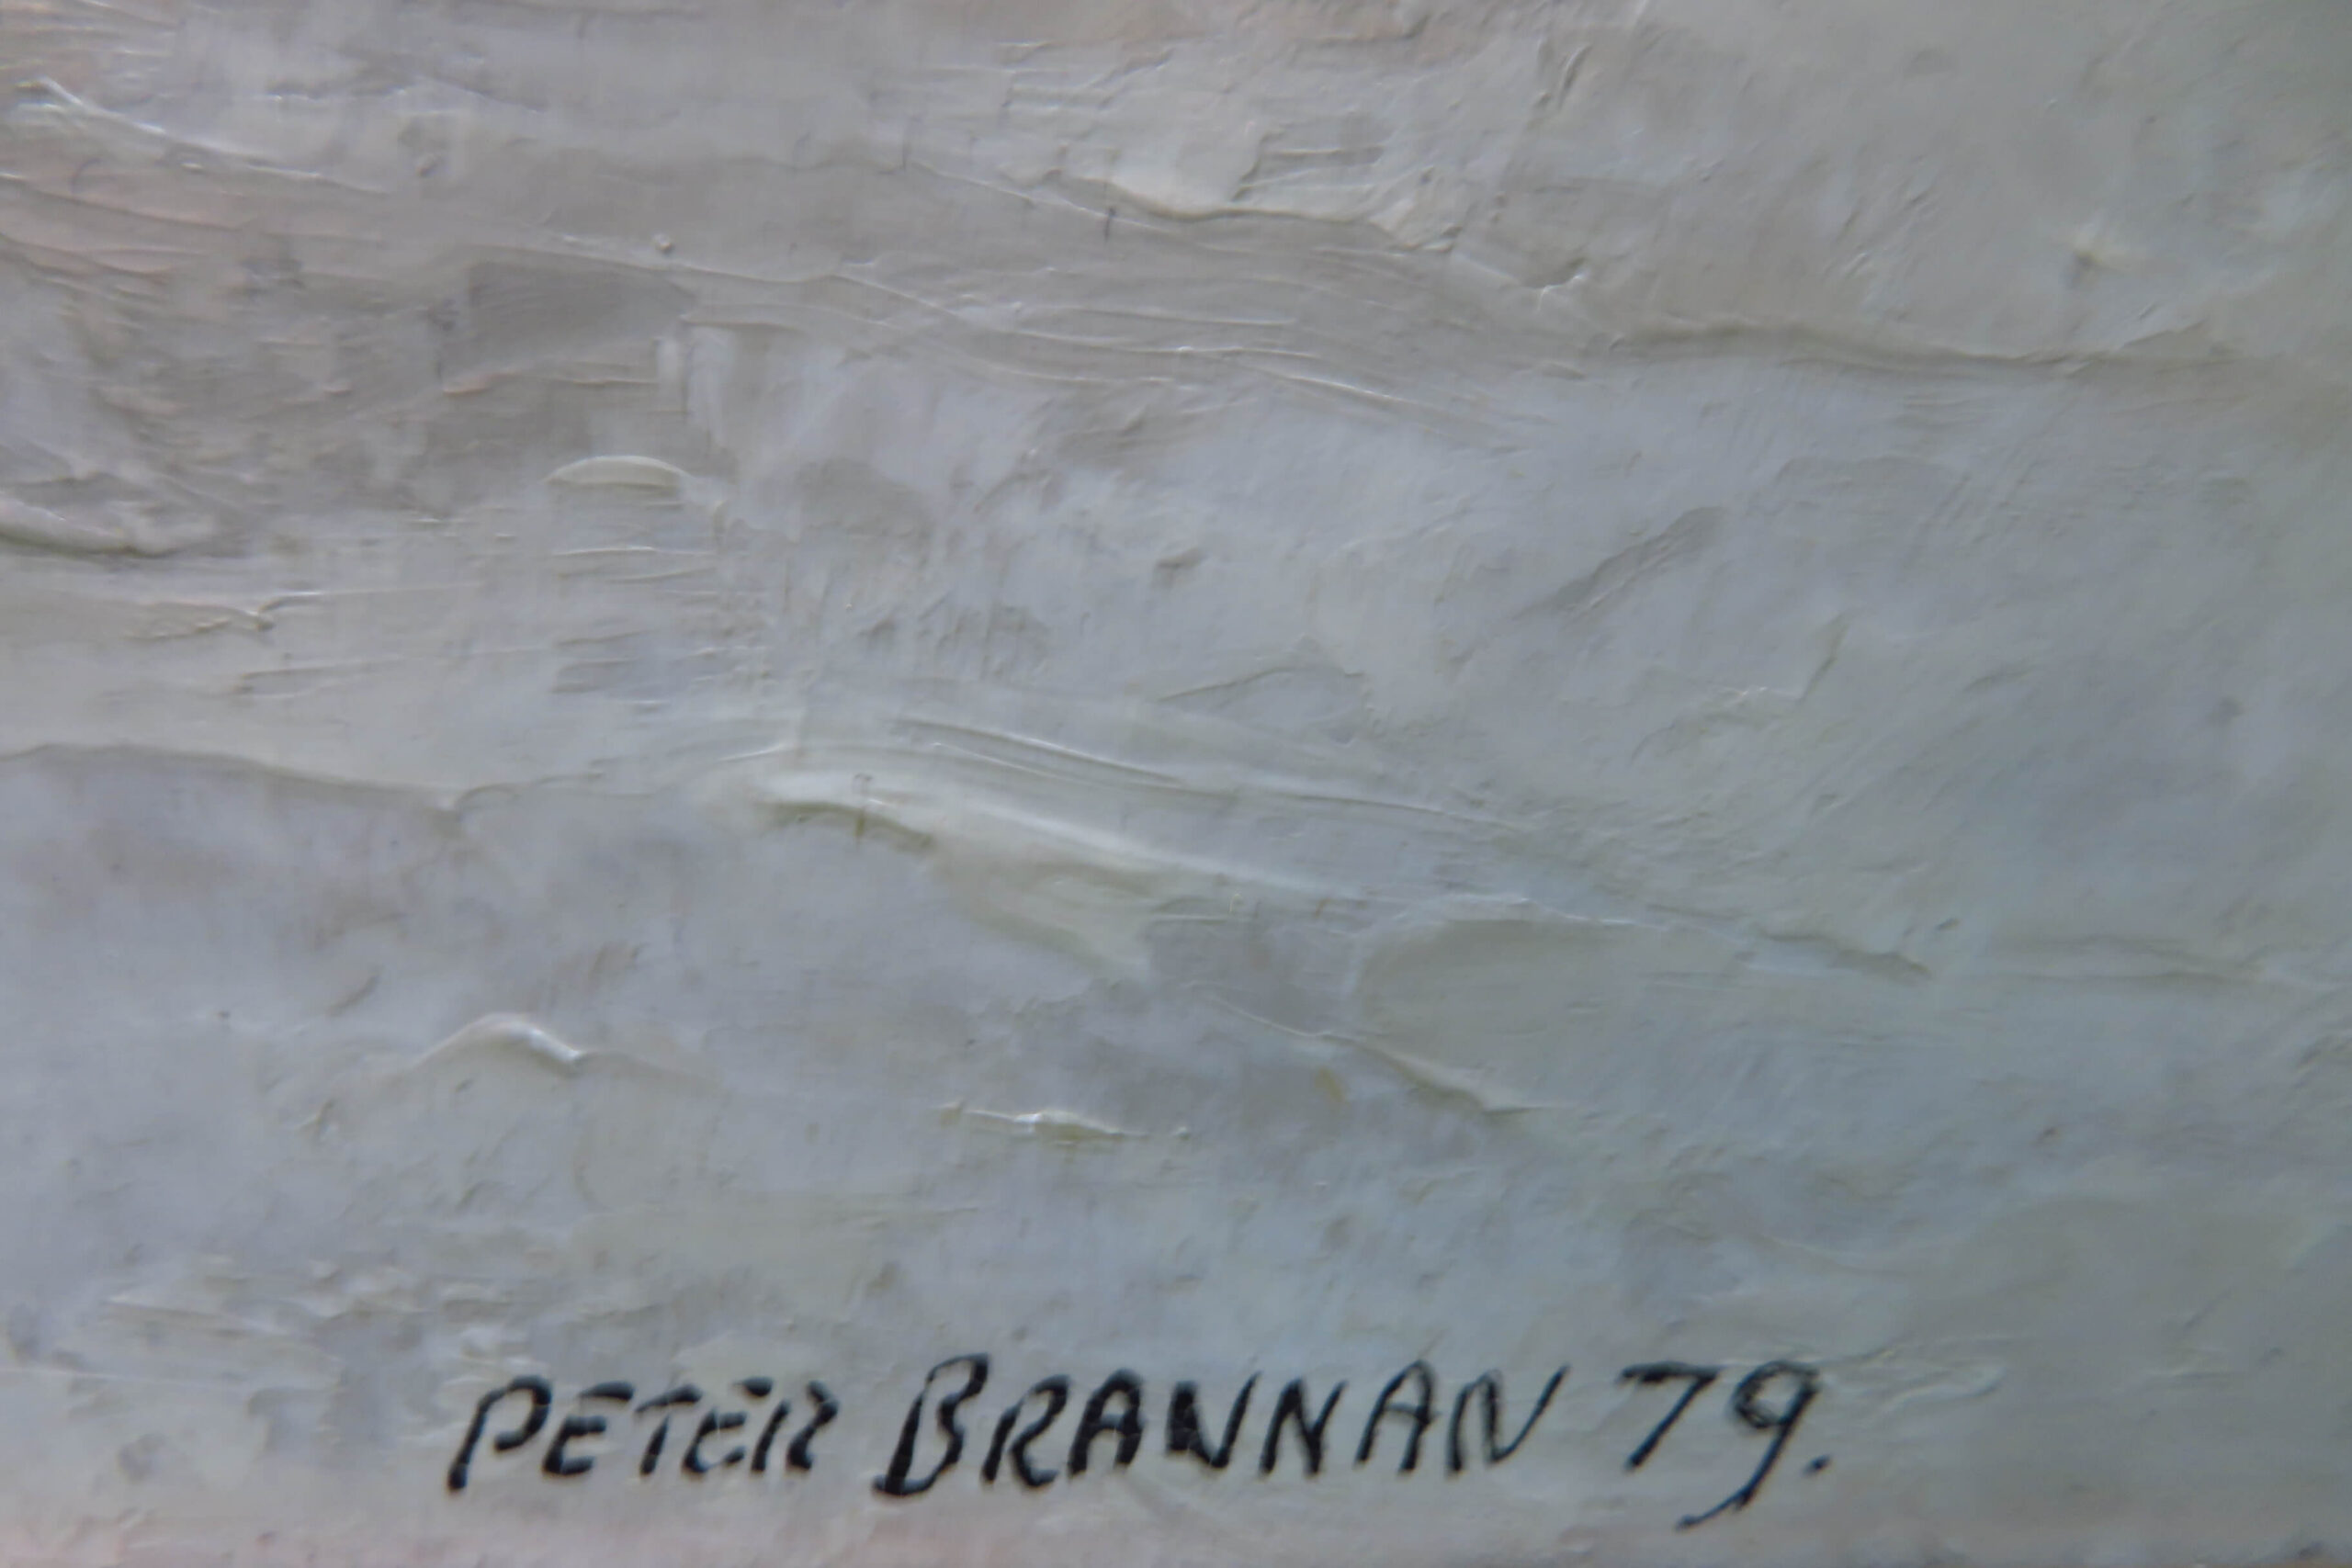 PETER BRANNAN 79.